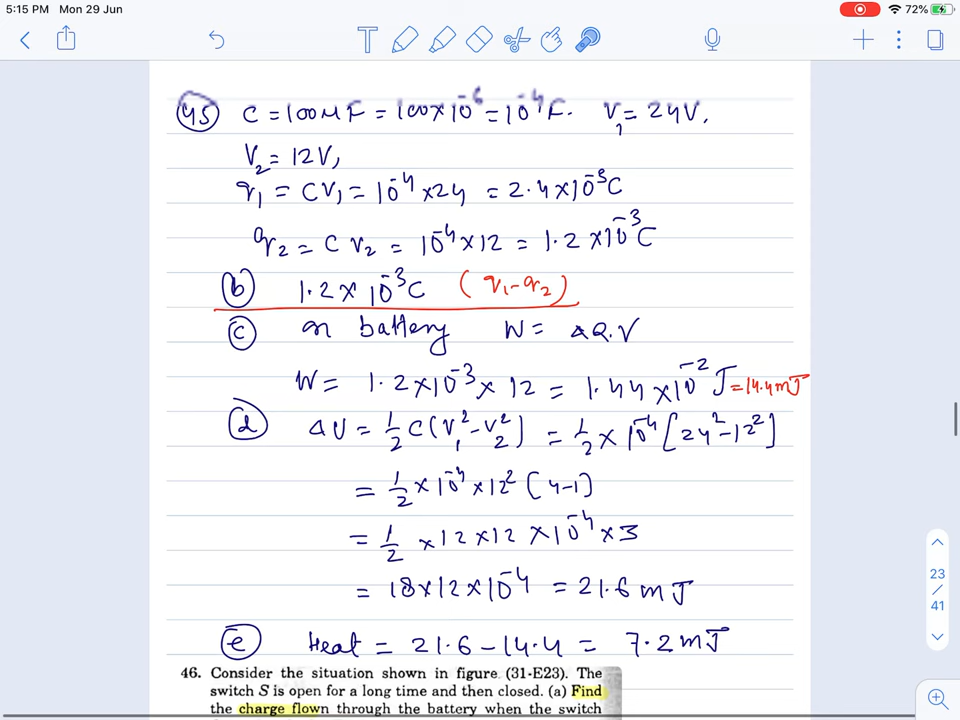 5:15 PM Mon 29 Jun
72%
45 C = 100 μF = 100×10⁻⁶ = 10⁻⁴F. V₁ = 24V,
V₂ = 12V,
q₁ = CV₁ = 10⁻⁴×24 = 2.4×10⁻³C
q₂ = C V₂ = 10⁻⁴×12 = 1.2×10⁻³C
b 1.2×10⁻³C (q₁-q₂)
c on battery W = ΔQ.V
W = 1.2×10⁻³×12 = 1.44×10⁻² J = 14.4mJ
d ΔU = 1/2 C(V₁²-V₂²) = 1/2 × 10⁻⁴ [24²-12²]
= 1/2 × 10⁻⁴ × 12² (4-1)
= 1/2 × 12×12 × 10⁻⁴ × 3
= 18×12×10⁻⁴ = 21.6 mJ
e Heat = 21.6 - 14.4 = 7.2 mJ
46. Consider the situation shown in figure (31-E23). The
switch S is open for a long time and then closed. (a) Find
the charge flown through the battery when the switch
23
/
41